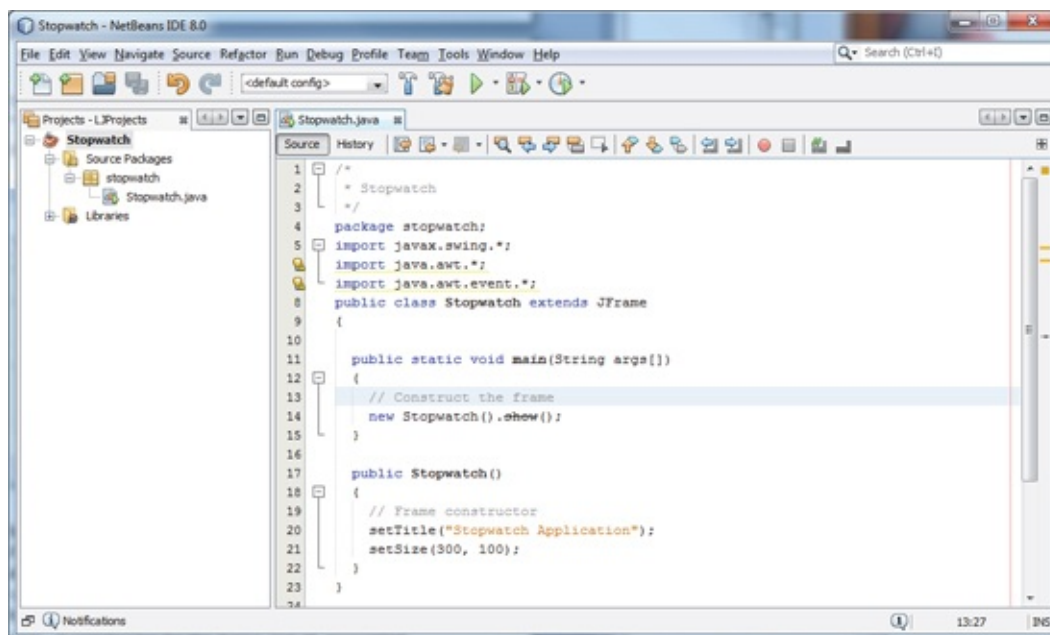 Stopwatch - NetBeans IDE 8.0
File Edit View Navigate Source Refactor Run Debug Profile Team Tools Window Help
Search (Ctrl+I)
<default config>
Projects - LJProjects
Stopwatch.java
Stopwatch
Source Packages
stopwatch
Stopwatch.java
Libraries
Source History
1 /*
2 * Stopwatch
3 */
4 package stopwatch;
5 import javax.swing.*;
import java.awt.*;
import java.awt.event.*;
8 public class Stopwatch extends JFrame
9 {
10
11 public static void main(String args[])
12 {
13 // Construct the frame
14 new Stopwatch().show();
15 }
16
17 public Stopwatch()
18 {
19 // Frame constructor
20 setTitle("Stopwatch Application");
21 setSize(300, 100);
22 }
23 }
24
Notifications
13:27 INS